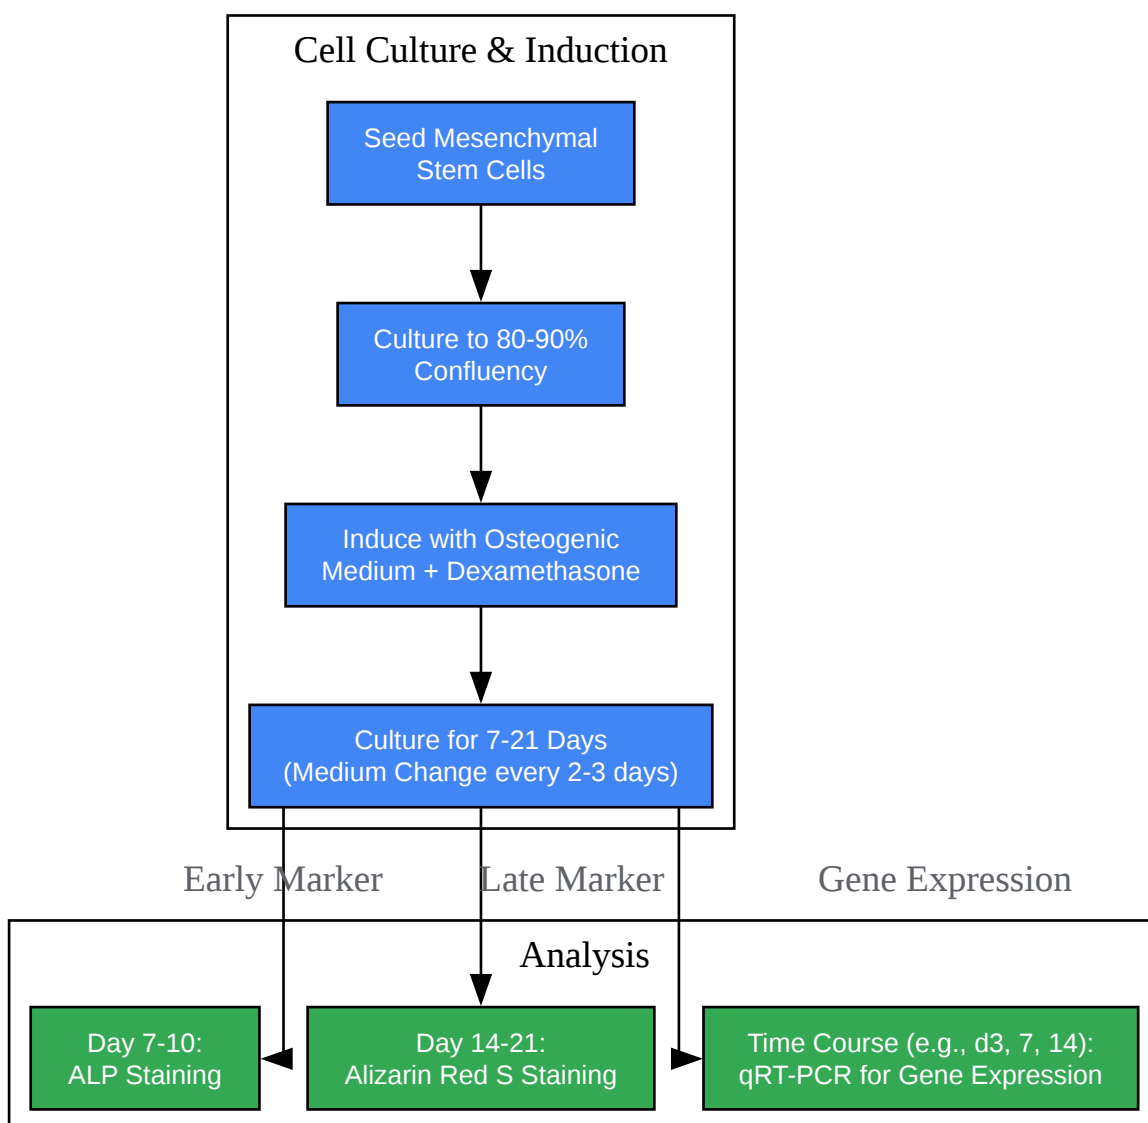 Cell Culture & Induction
Seed Mesenchymal
Stem Cells
Culture to 80-90%
Confluency
Induce with Osteogenic
Medium + Dexamethasone
Culture for 7-21 Days
(Medium Change every 2-3 days)
Early Marker
Late Marker
Gene Expression
Analysis
Day 7-10:
ALP Staining
Day 14-21:
Alizarin Red S Staining
Time Course (e.g., d3, 7, 14):
qRT-PCR for Gene Expression